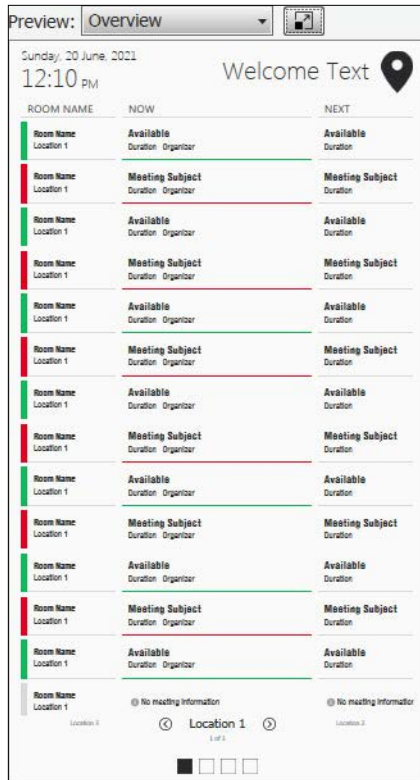 Preview: Overview
Sunday, 20 June, 2021
12:10 PM
Welcome Text
ROOM NAME NOW NEXT
Room Name Available Available
Location 1 Duration Organizer Duration
Room Name Meeting Subject Meeting Subject
Location 1 Duration Organizer Duration
Room Name Available Available
Location 1 Duration Organizer Duration
Room Name Meeting Subject Meeting Subject
Location 1 Duration Organizer Duration
Room Name Available Available
Location 1 Duration Organizer Duration
Room Name Meeting Subject Meeting Subject
Location 1 Duration Organizer Duration
Room Name Available Available
Location 1 Duration Organizer Duration
Room Name Meeting Subject Meeting Subject
Location 1 Duration Organizer Duration
Room Name Available Available
Location 1 Duration Organizer Duration
Room Name Meeting Subject Meeting Subject
Location 1 Duration Organizer Duration
Room Name Available Available
Location 1 Duration Organizer Duration
Room Name Meeting Subject Meeting Subject
Location 1 Duration Organizer Duration
Room Name Available Available
Location 1 Duration Organizer Duration
Room Name
Location 1 No meeting information No meeting informatior
Location 3 Location 1 Location 2
1 of 1